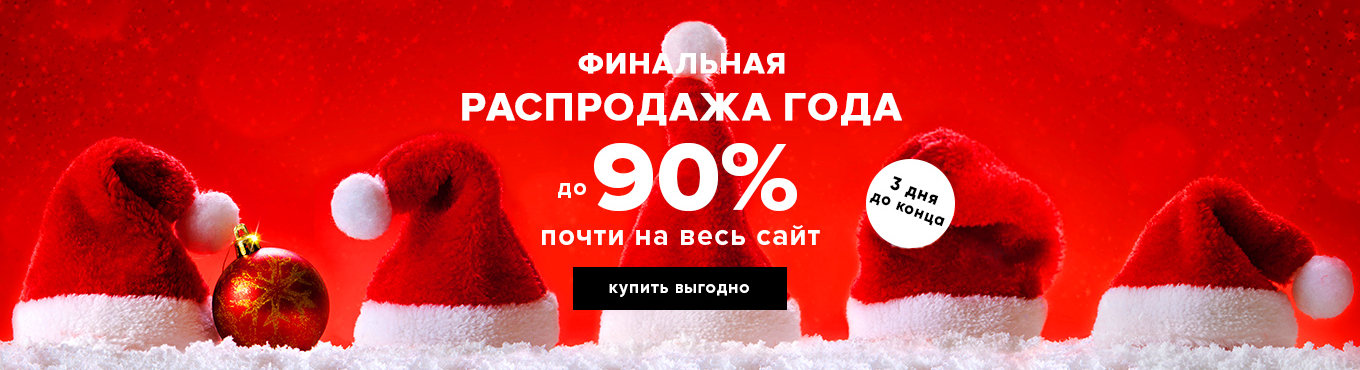 ФИНАЛЬНАЯ
РАСПРОДАЖА ГОДА
до 90%
почти на весь сайт
3 дня
до конца
купить выгодно